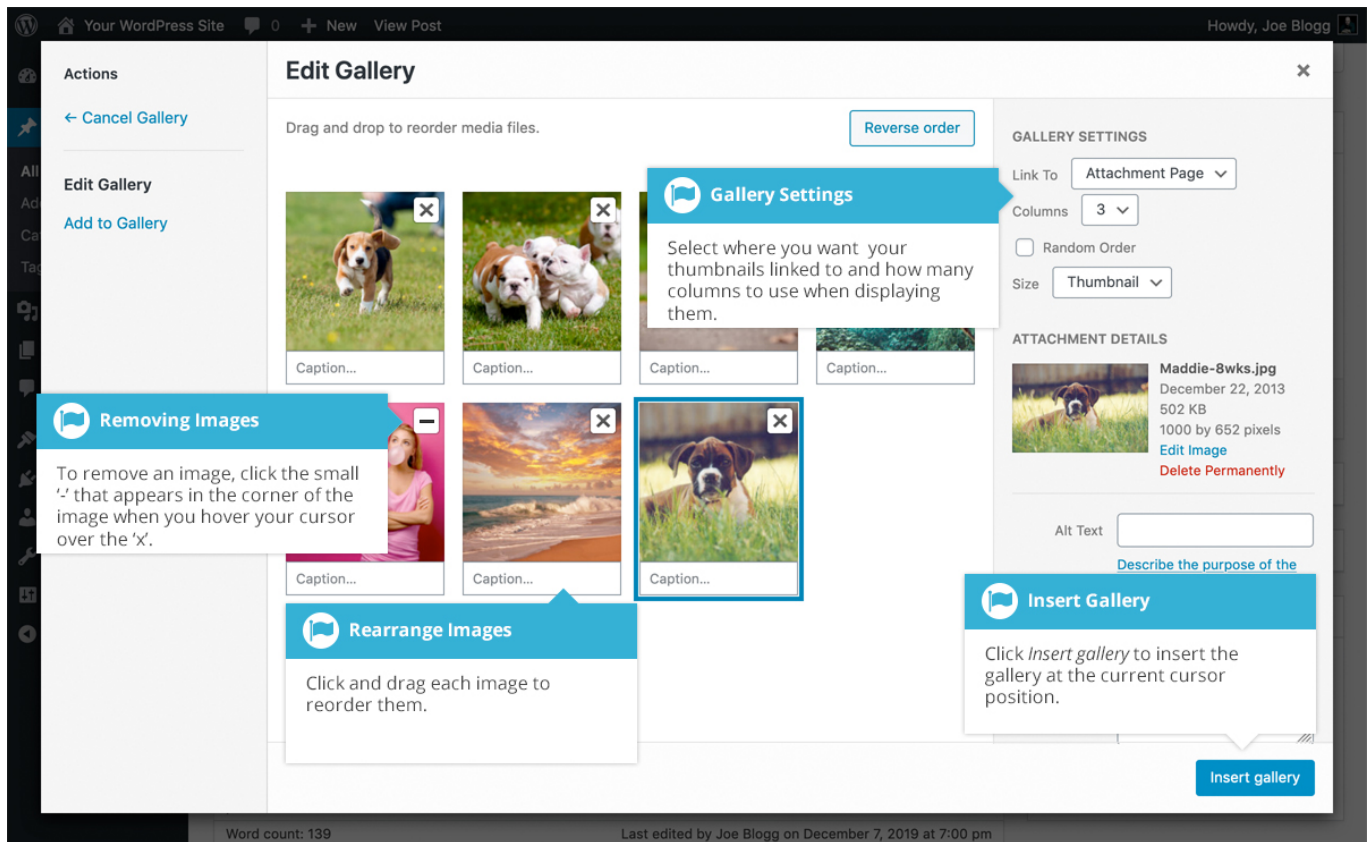 Your WordPress Site 0 + New View Post Howdy, Joe Blogg
Actions
← Cancel Gallery
Edit Gallery
Add to Gallery
All
Ad
Ca
Tag
Edit Gallery
Drag and drop to reorder media files.
Reverse order
Caption...
Caption...
Caption...
Caption...
Caption...
Caption...
Caption...
Gallery Settings
Select where you want your
thumbnails linked to and how many
columns to use when displaying
them.
Removing Images
To remove an image, click the small
‘-’ that appears in the corner of the
image when you hover your cursor
over the ‘x’.
Rearrange Images
Click and drag each image to
reorder them.
GALLERY SETTINGS
Link To Attachment Page
Columns 3
Random Order
Size Thumbnail
ATTACHMENT DETAILS
Maddie-8wks.jpg
December 22, 2013
502 KB
1000 by 652 pixels
Edit Image
Delete Permanently
Alt Text
Describe the purpose of the
Insert Gallery
Click Insert gallery to insert the
gallery at the current cursor
position.
Insert gallery
Word count: 139 Last edited by Joe Blogg on December 7, 2019 at 7:00 pm